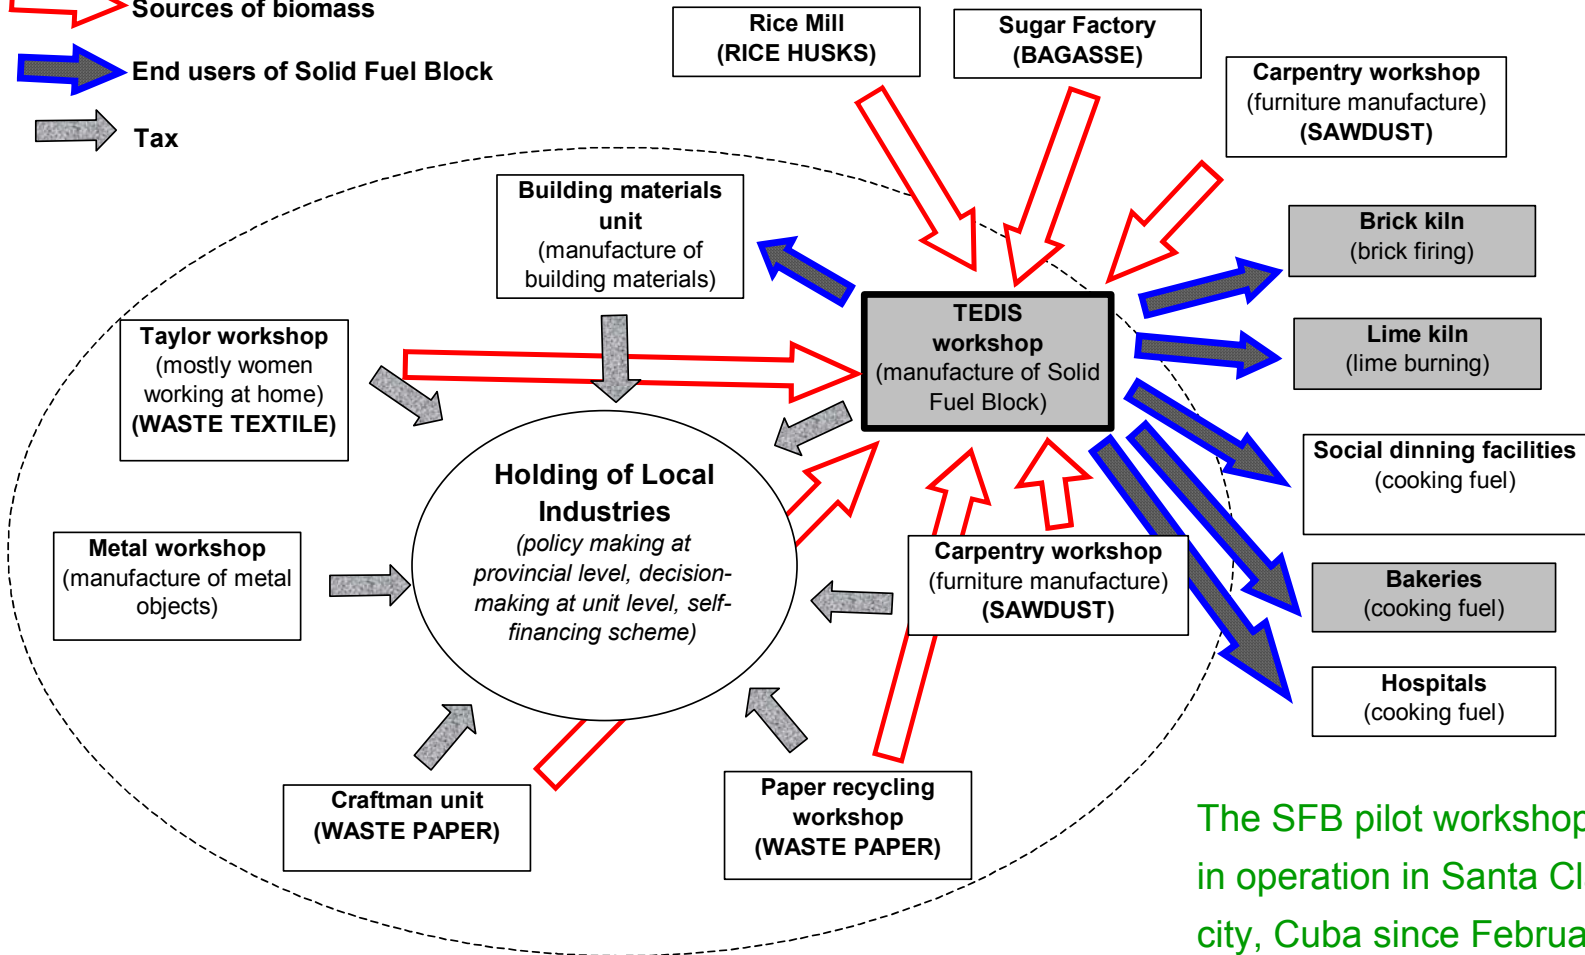 Sources of biomass
End users of Solid Fuel Block
Tax
Rice Mill
(RICE HUSKS)
Sugar Factory
(BAGASSE)
Carpentry workshop
(furniture manufacture)
(SAWDUST)
Building materials
unit
(manufacture of
building materials)
Brick kiln
(brick firing)
Taylor workshop
(mostly women
working at home)
(WASTE TEXTILE)
TEDIS
workshop
(manufacture of Solid
Fuel Block)
Lime kiln
(lime burning)
Holding of Local
Industries
(policy making at
provincial level, decision-
making at unit level, self-
financing scheme)
Social dinning facilities
(cooking fuel)
Metal workshop
(manufacture of metal
objects)
Carpentry workshop
(furniture manufacture)
(SAWDUST)
Bakeries
(cooking fuel)
Hospitals
(cooking fuel)
Craftman unit
(WASTE PAPER)
Paper recycling
workshop
(WASTE PAPER)
The SFB pilot workshop
in operation in Santa
city, Cuba since